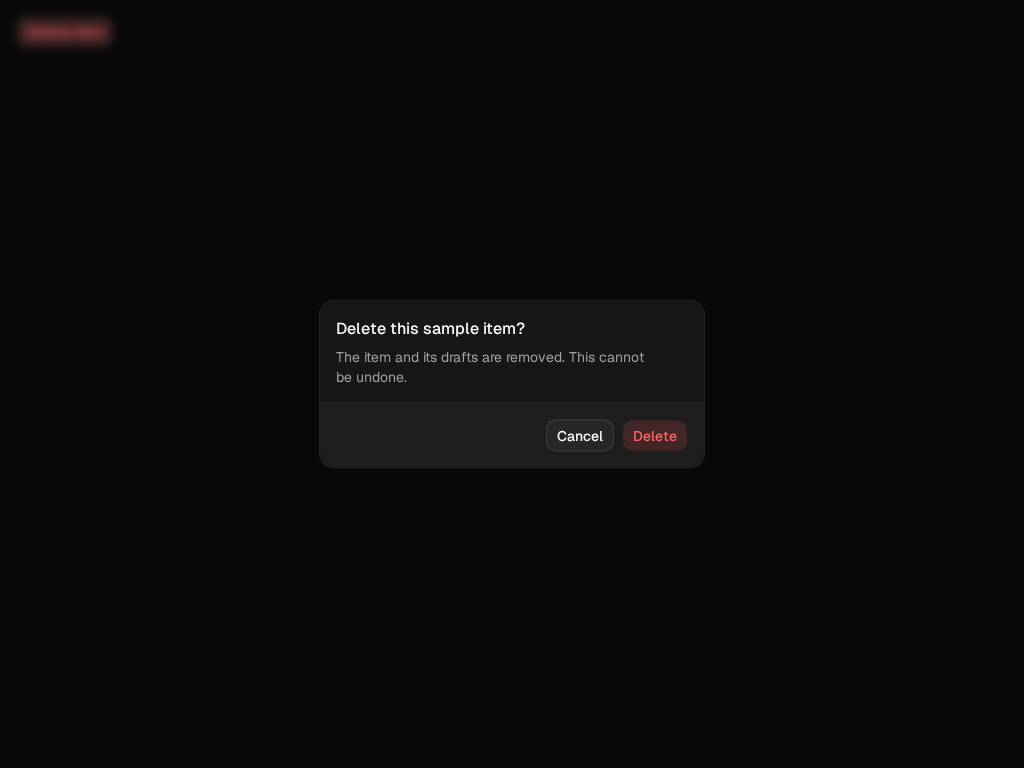 Delete this sample item?
The item and its drafts are removed. This cannot
be undone.
Cancel Delete